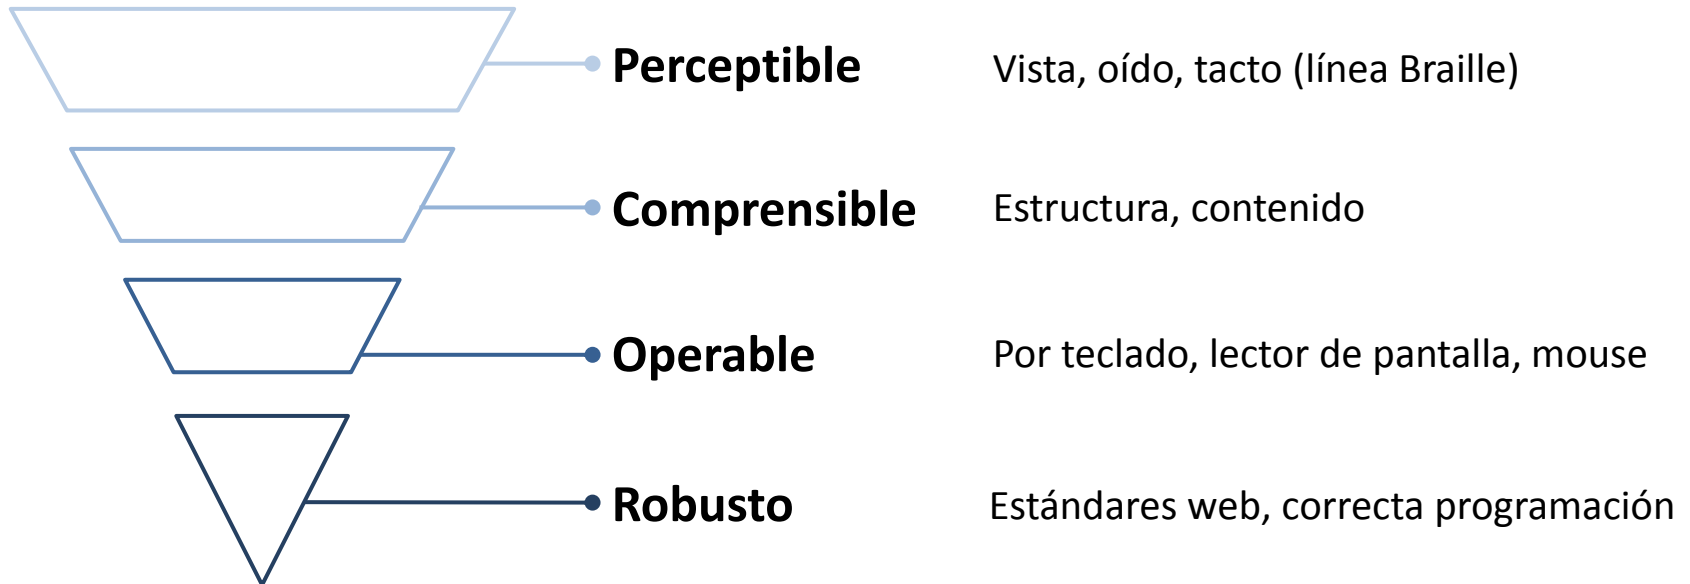 Perceptible Vista, oído, tacto (línea Braille)
Comprensible Estructura, contenido
Operable Por teclado, lector de pantalla, mouse
Robusto Estándares web, correcta programación